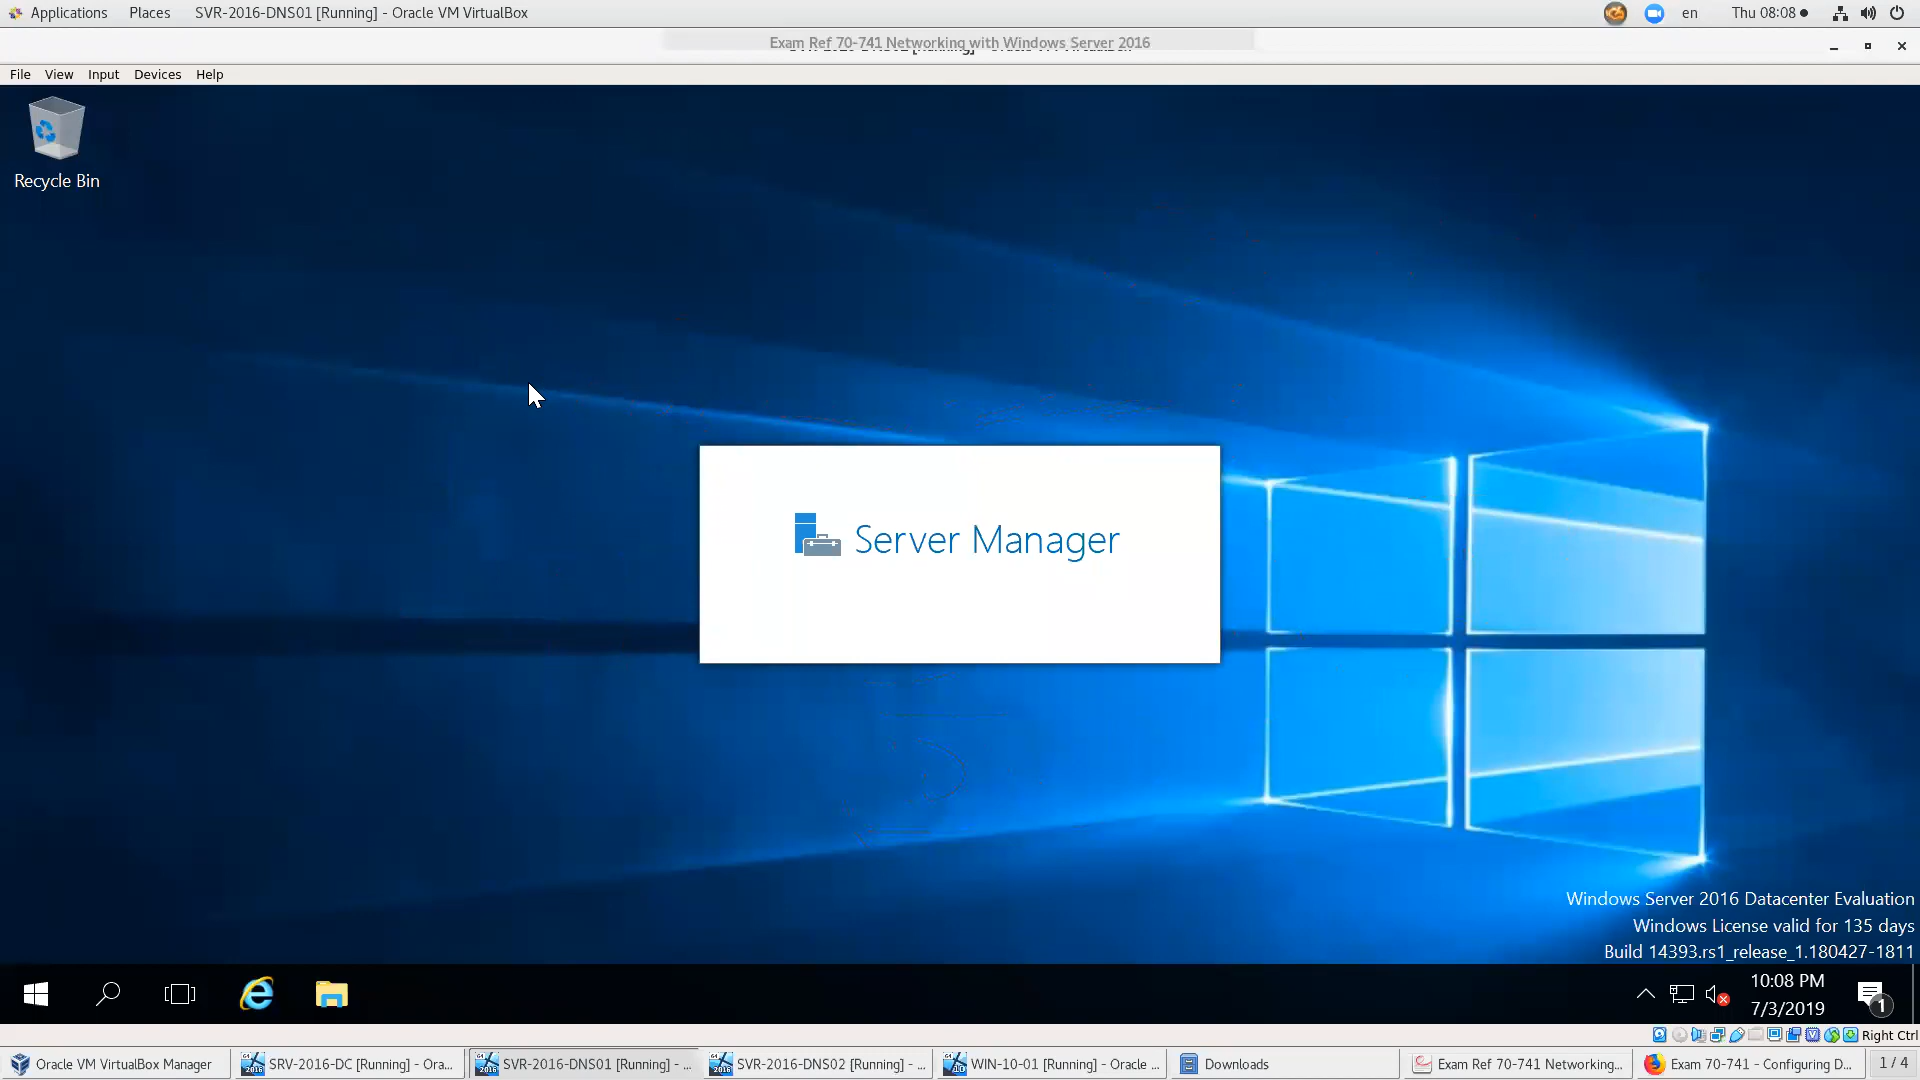 Applications Places SVR-2016-DNS01 [Running] - Oracle VM VirtualBox en Thu 08:08
Exam Ref 70-741 Networking with Windows Server 2016
File View Input Devices Help
Recycle Bin
Server Manager
Windows Server 2016 Datacenter Evaluation
Windows License valid for 135 days
Build 14393.rs1_release_1.180427-1811
10:08 PM
7/3/2019
1
Right Ctrl
Oracle VM VirtualBox Manager SRV-2016-DC [Running] - Ora... SVR-2016-DNS01 [Running] - ... SVR-2016-DNS02 [Running] - ... WIN-10-01 [Running] - Oracle ... Downloads Exam Ref 70-741 Networking... Exam 70-741 - Configuring D... 1 / 4